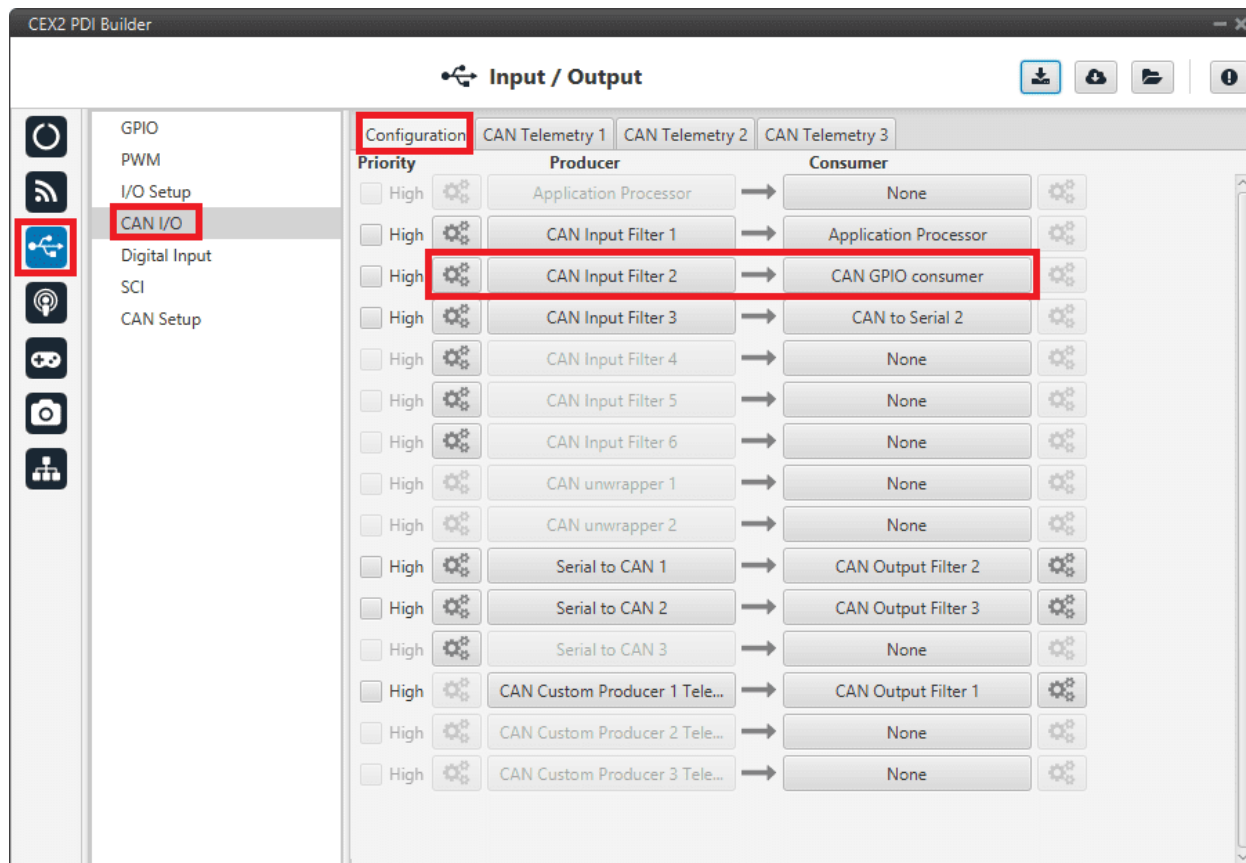 CEX2 PDI Builder
Input / Output
GPIO
PWM
I/O Setup
CAN I/O
Digital Input
SCI
CAN Setup
Configuration CAN Telemetry 1 CAN Telemetry 2 CAN Telemetry 3
Priority Producer Consumer
High Application Processor None
High CAN Input Filter 1 Application Processor
High CAN Input Filter 2 CAN GPIO consumer
High CAN Input Filter 3 CAN to Serial 2
High CAN Input Filter 4 None
High CAN Input Filter 5 None
High CAN Input Filter 6 None
High CAN unwrapper 1 None
High CAN unwrapper 2 None
High Serial to CAN 1 CAN Output Filter 2
High Serial to CAN 2 CAN Output Filter 3
High Serial to CAN 3 None
High CAN Custom Producer 1 Tele... CAN Output Filter 1
High CAN Custom Producer 2 Tele... None
High CAN Custom Producer 3 Tele... None